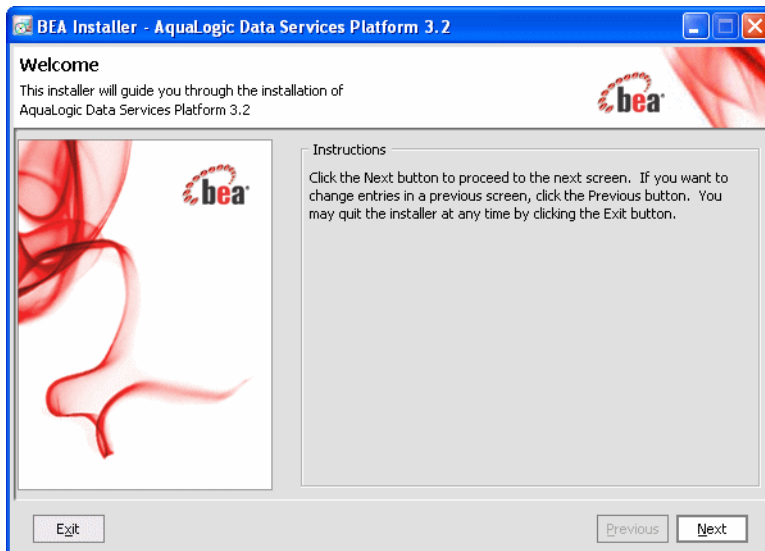 BEA Installer - AquaLogic Data Services Platform 3.2
Welcome
This installer will guide you through the installation of
AquaLogic Data Services Platform 3.2
bea
bea
Instructions
Click the Next button to proceed to the next screen.  If you want to
change entries in a previous screen, click the Previous button.  You
may quit the installer at any time by clicking the Exit button.
Exit
Previous
Next